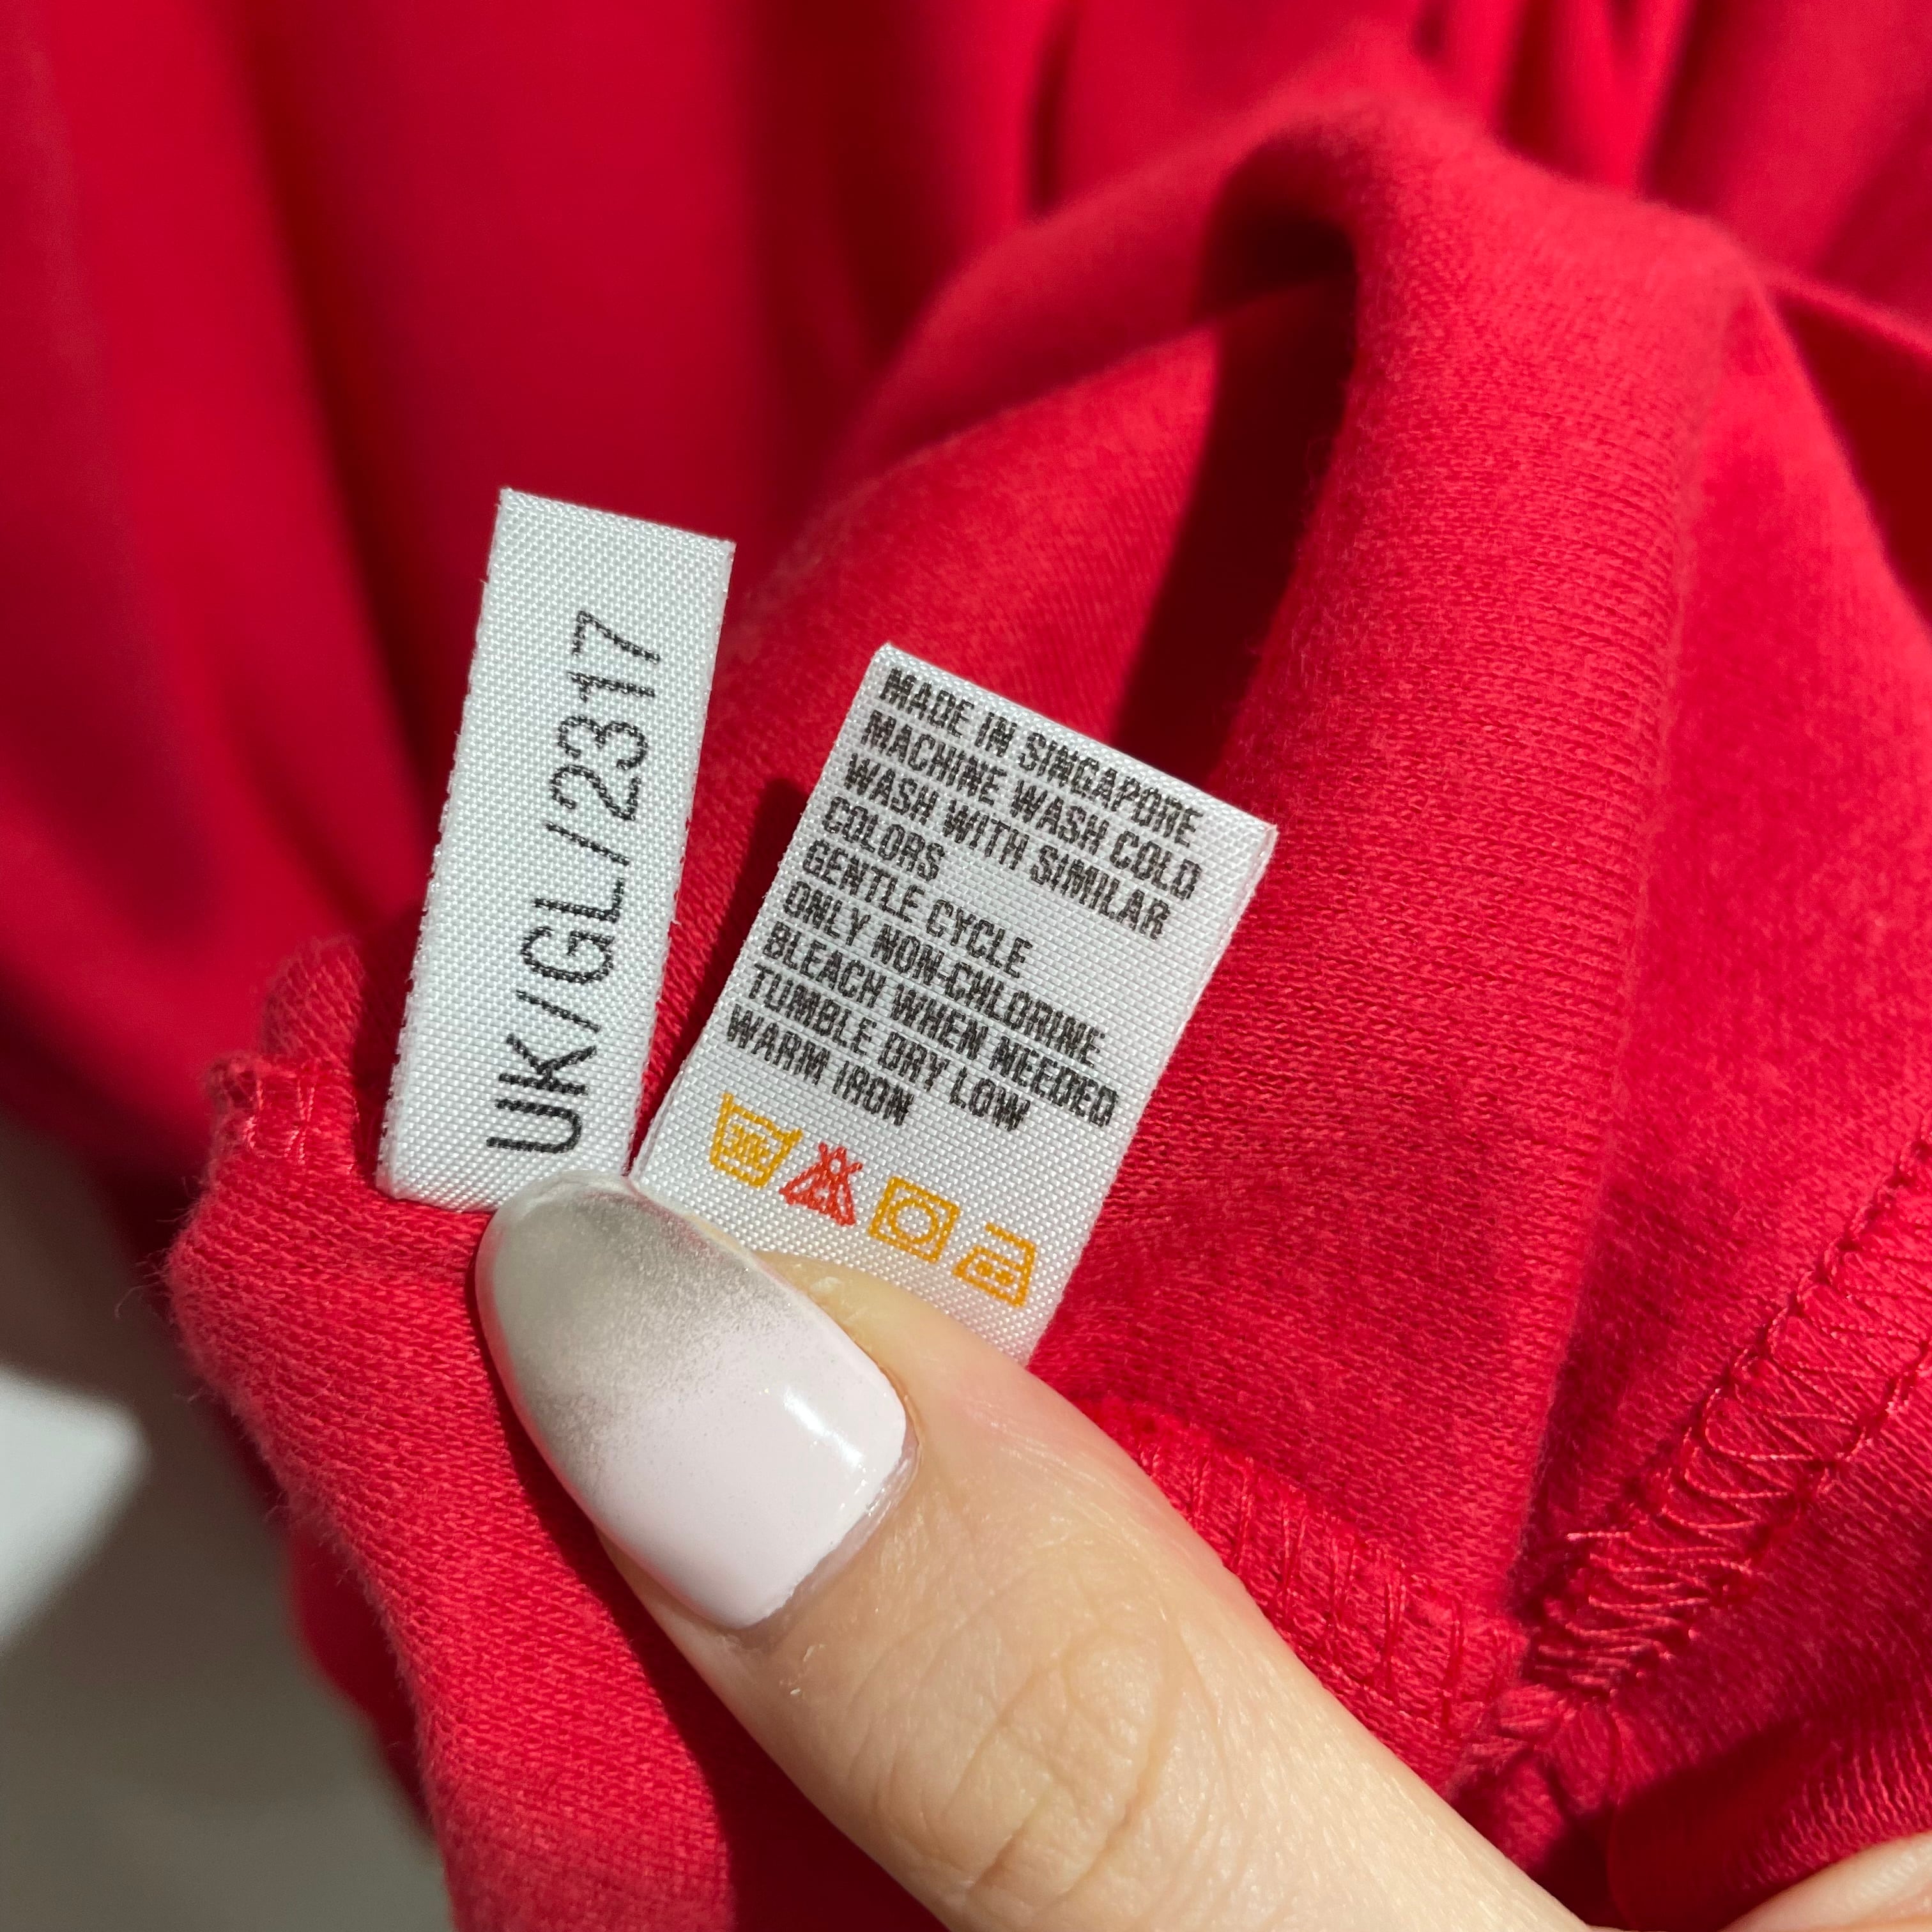 UK/GL/2317
MADE IN SINGAPORE
MACHINE WASH COLD
WASH WITH SIMILAR
COLORS
GENTLE CYCLE
ONLY NON-CHLORINE
BLEACH WHEN NEEDED
TUMBLE DRY LOW
WARM IRON